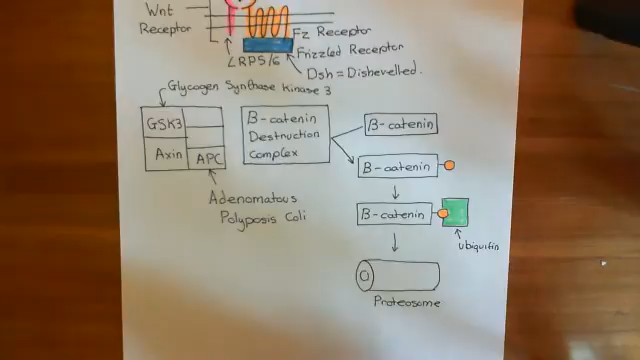 Wnt
Receptor
Fz Receptor
Frizzled Receptor
LRP5/6
Dsh = Dishevelled.
Glycogen Synthase Kinase 3
GSK3
Axin
APC
B-catenin
Destruction
Complex
B-catenin
B-catenin
B-catenin
ubiquitin
Adenomatous
Polyposis Coli
Proteosome